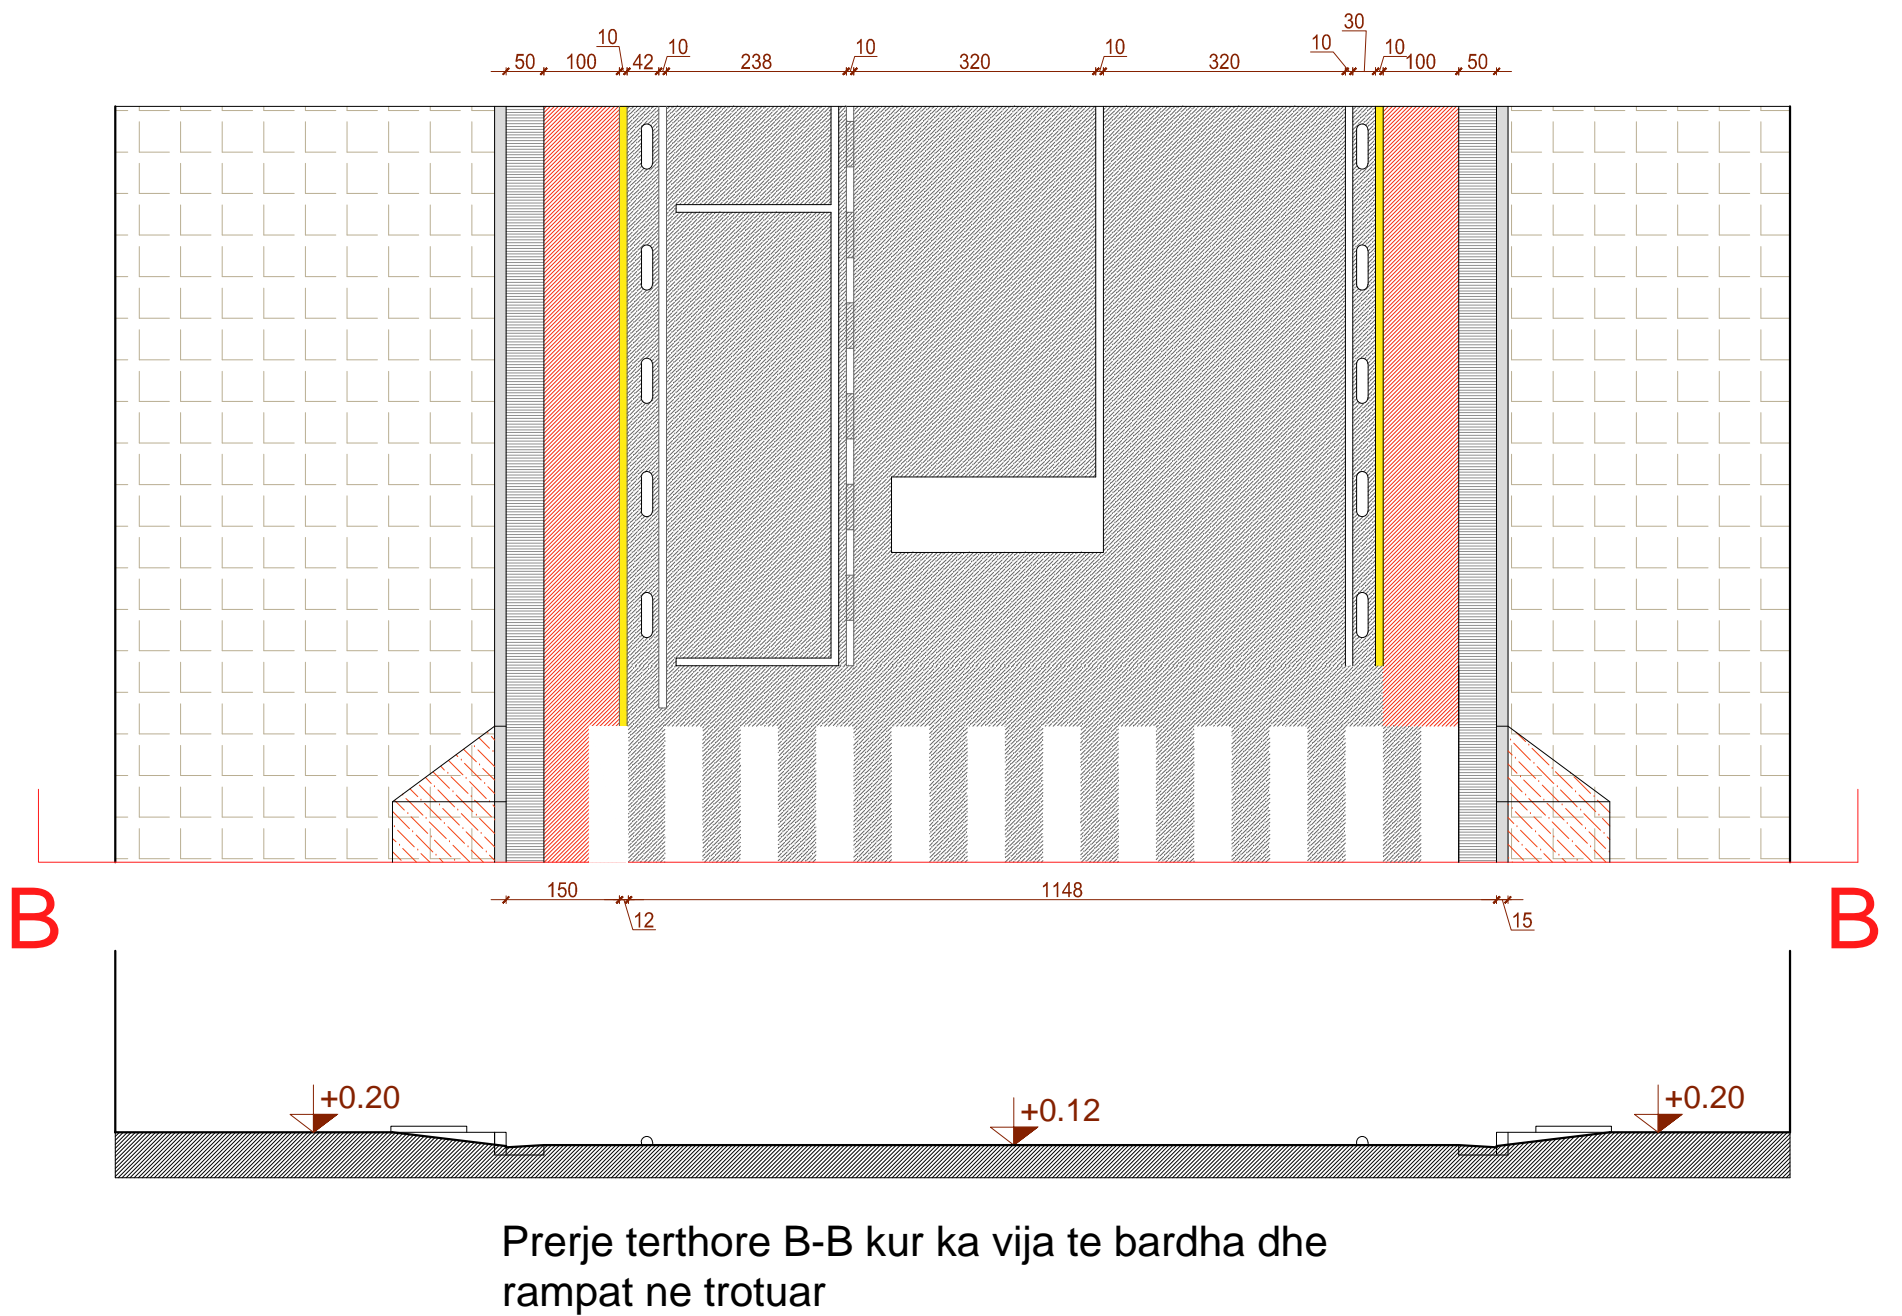 30
10 10 10 10 10 10
50 100 42 238 320 320 100 50
150 1148
12 15
B B
+0.20 +0.12 +0.20
Prerje terthore B-B kur ka vija te bardha dhe
rampat ne trotuar